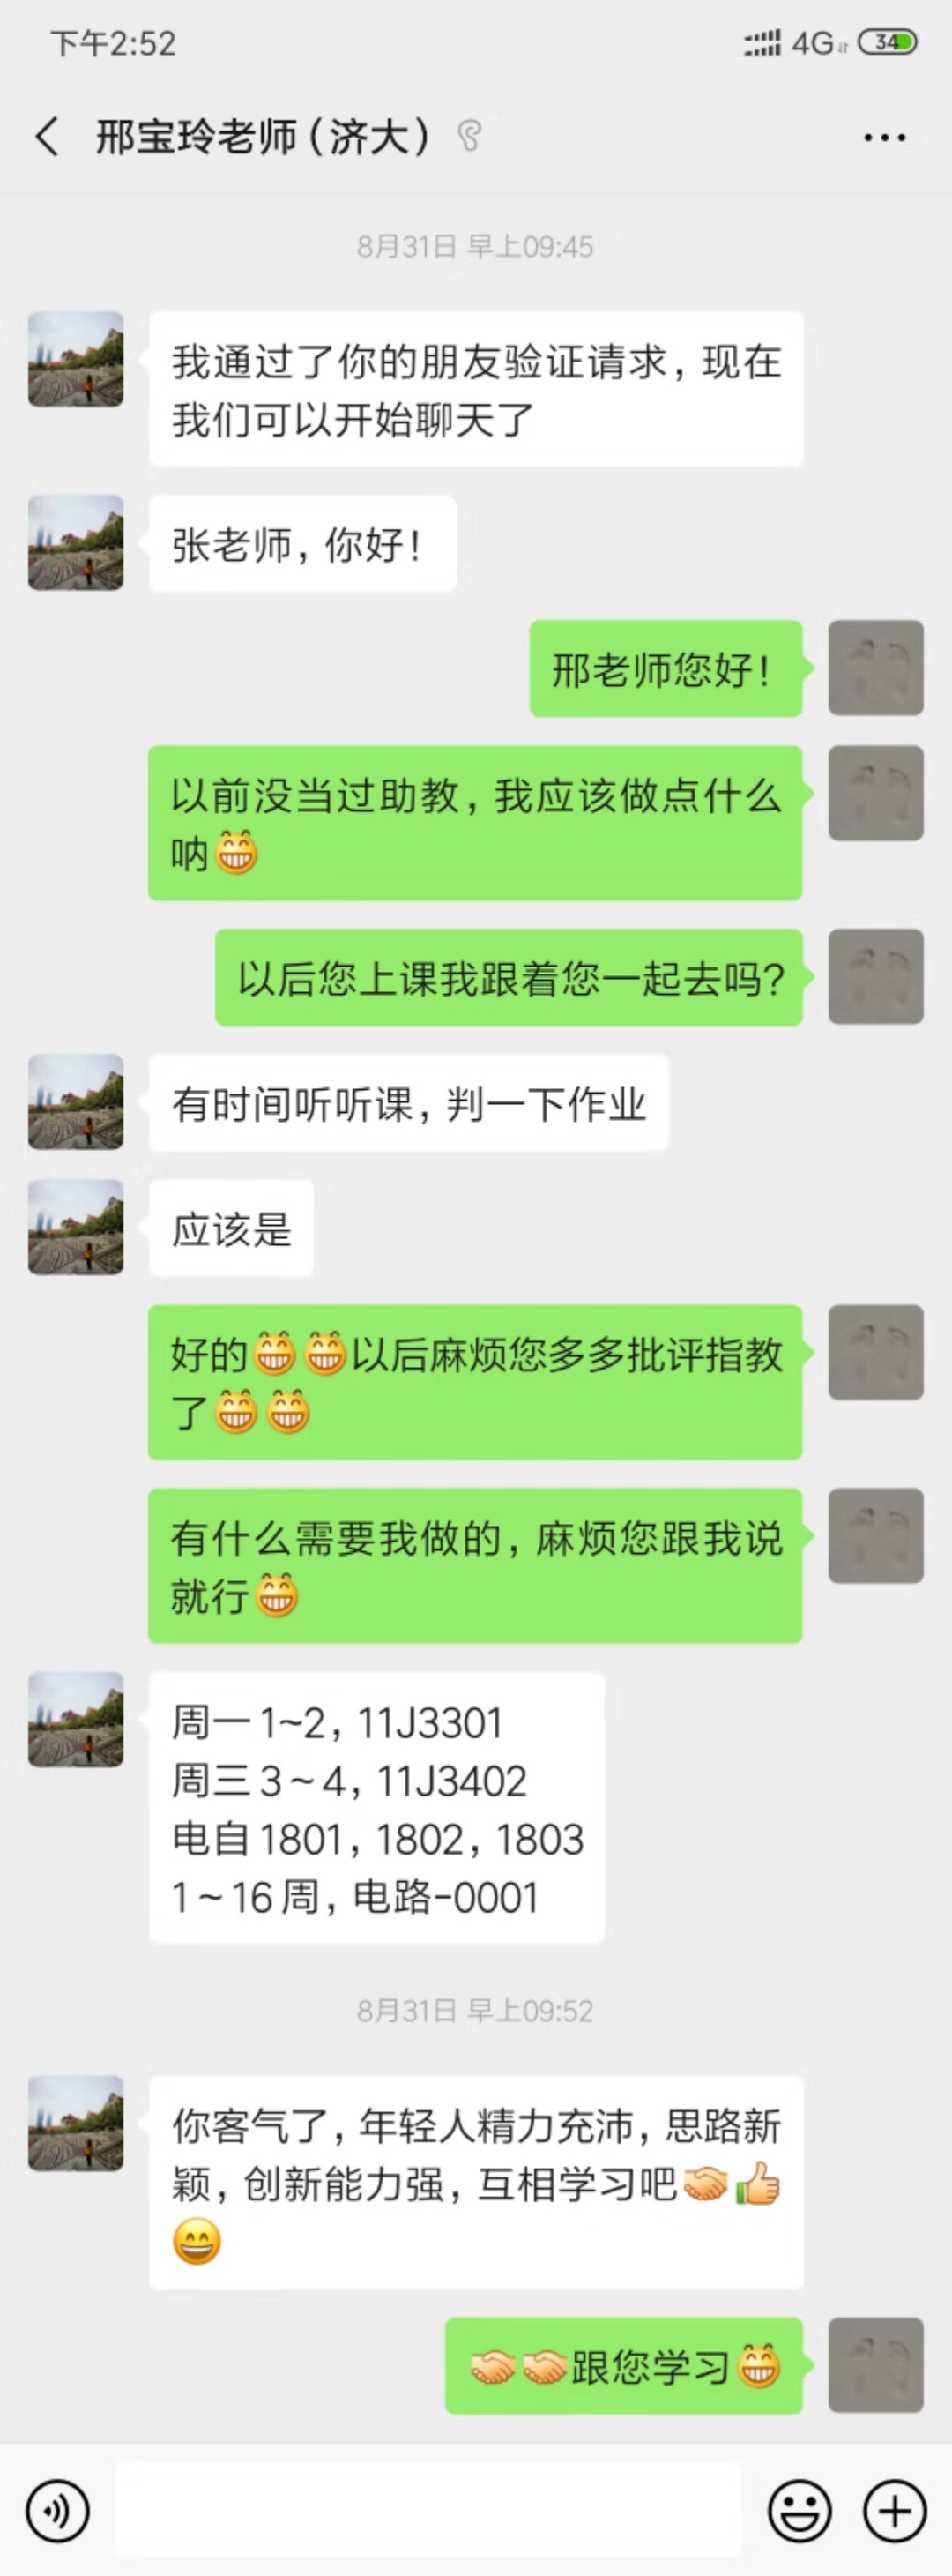 下午2:52
4G
34
邢宝玲老师（济大）
8月31日 早上09:45
我通过了你的朋友验证请求，现在
我们可以开始聊天了
张老师，你好！
邢老师您好！
以前没当过助教，我应该做点什么
呐😁
以后您上课我跟着您一起去吗？
有时间听听课，判一下作业
应该是
好的😁😁以后麻烦您多多批评指教
了😁😁
有什么需要我做的，麻烦您跟我说
就行😁
周一1~2，11J3301
周三3~4，11J3402
电自1801，1802，1803
1~16周，电路-0001
8月31日 早上09:52
你客气了，年轻人精力充沛，思路新
颖，创新能力强，互相学习吧🤝👍
😄
🤝🤝跟您学习😁